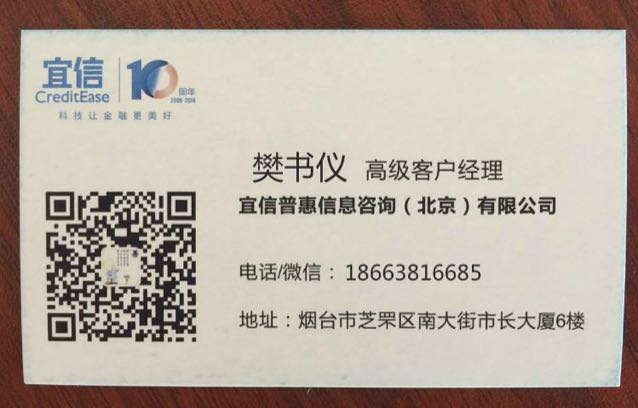 宜信
CreditEase
10周年
2006-2016
科技让金融更美好
樊书仪 高级客户经理
宜信普惠信息咨询（北京）有限公司
电话/微信：18663816685
地址：烟台市芝罘区南大街市长大厦6楼